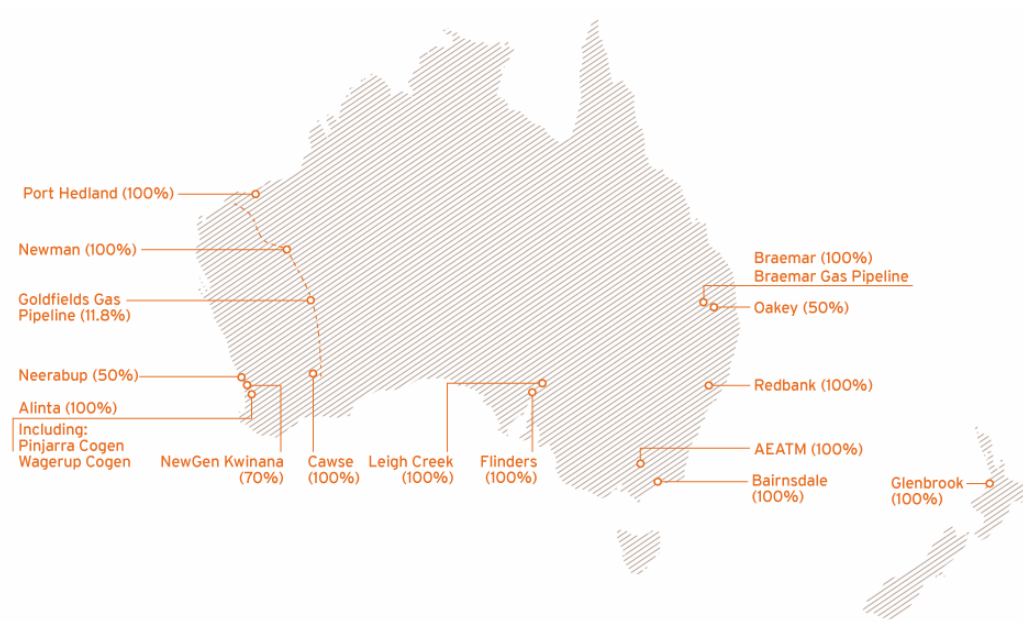 Port Hedland (100%)
Newman (100%)
Goldfields Gas
Pipeline (11.8%)
Neerabup (50%)
Alinta (100%)
Including:
Pinjarra Cogen
Wagerup Cogen
NewGen Kwinana
(70%)
Cawse
(100%)
Leigh Creek
(100%)
Flinders
(100%)
Braemar (100%)
Braemar Gas Pipeline
Oakey (50%)
Redbank (100%)
AEATM (100%)
Bairnsdale
(100%)
Glenbrook
(100%)